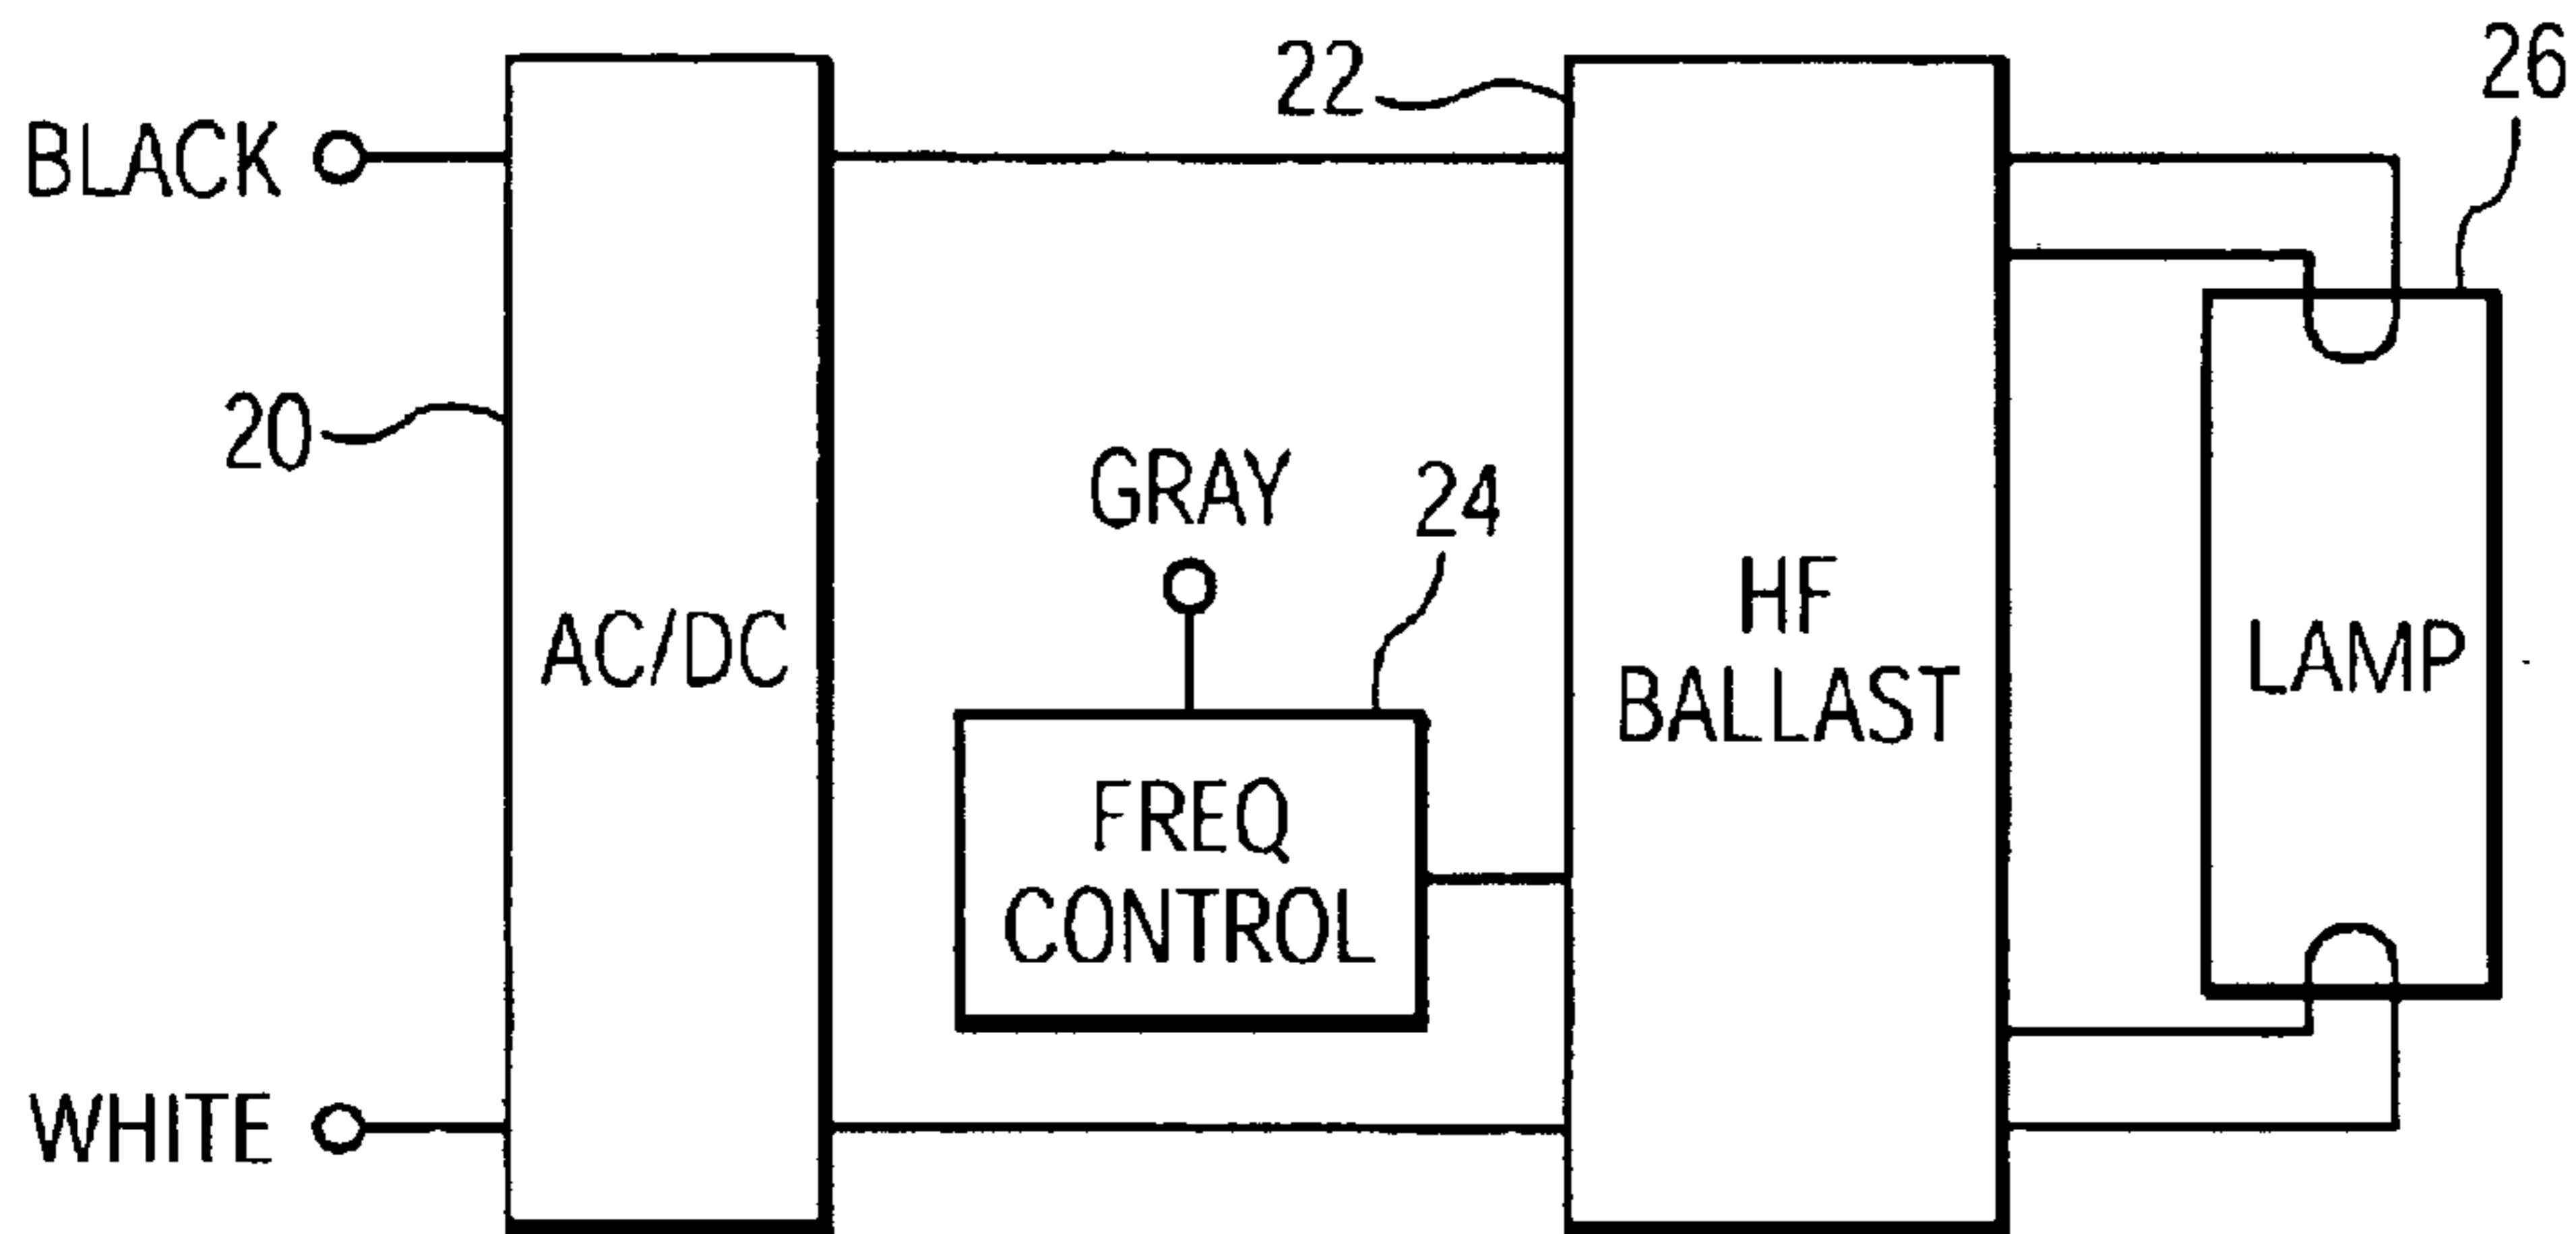 BLACK
20
AC/DC
WHITE
GRAY
24
FREQ
CONTROL
22
HF
BALLAST
26
LAMP